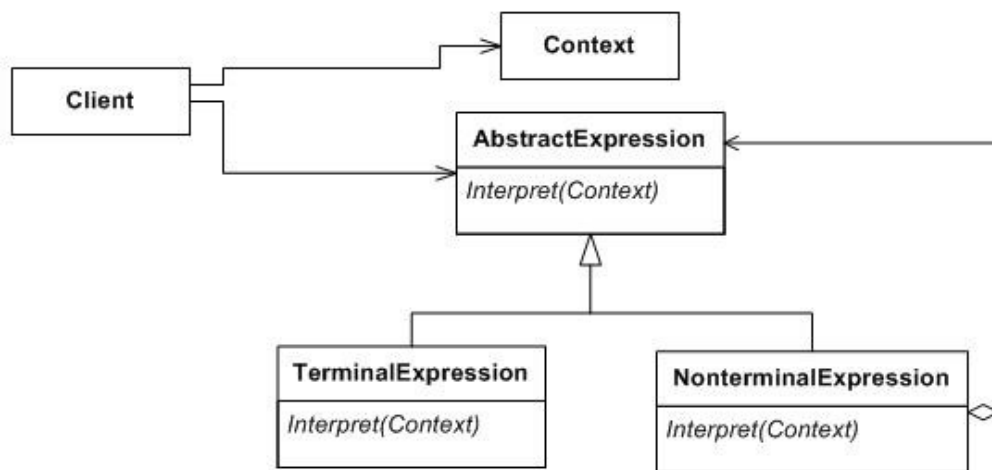 Context
Client
AbstractExpression
Interpret(Context)
TerminalExpression
Interpret(Context)
NonterminalExpression
Interpret(Context)